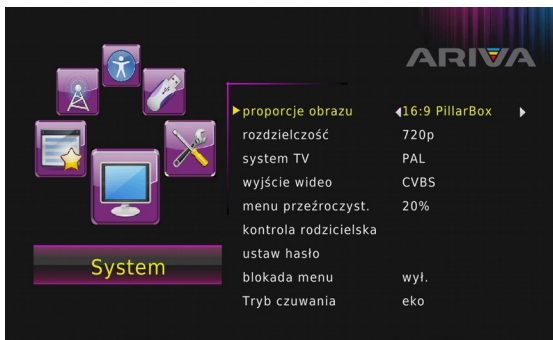 ARIVA
proporcje obrazu 16:9 PillarBox
rozdzielczość 720p
system TV PAL
wyjście wideo CVBS
menu przeźroczyst. 20%
kontrola rodzicielska
ustaw hasło
System
blokada menu wył.
Tryb czuwania eko